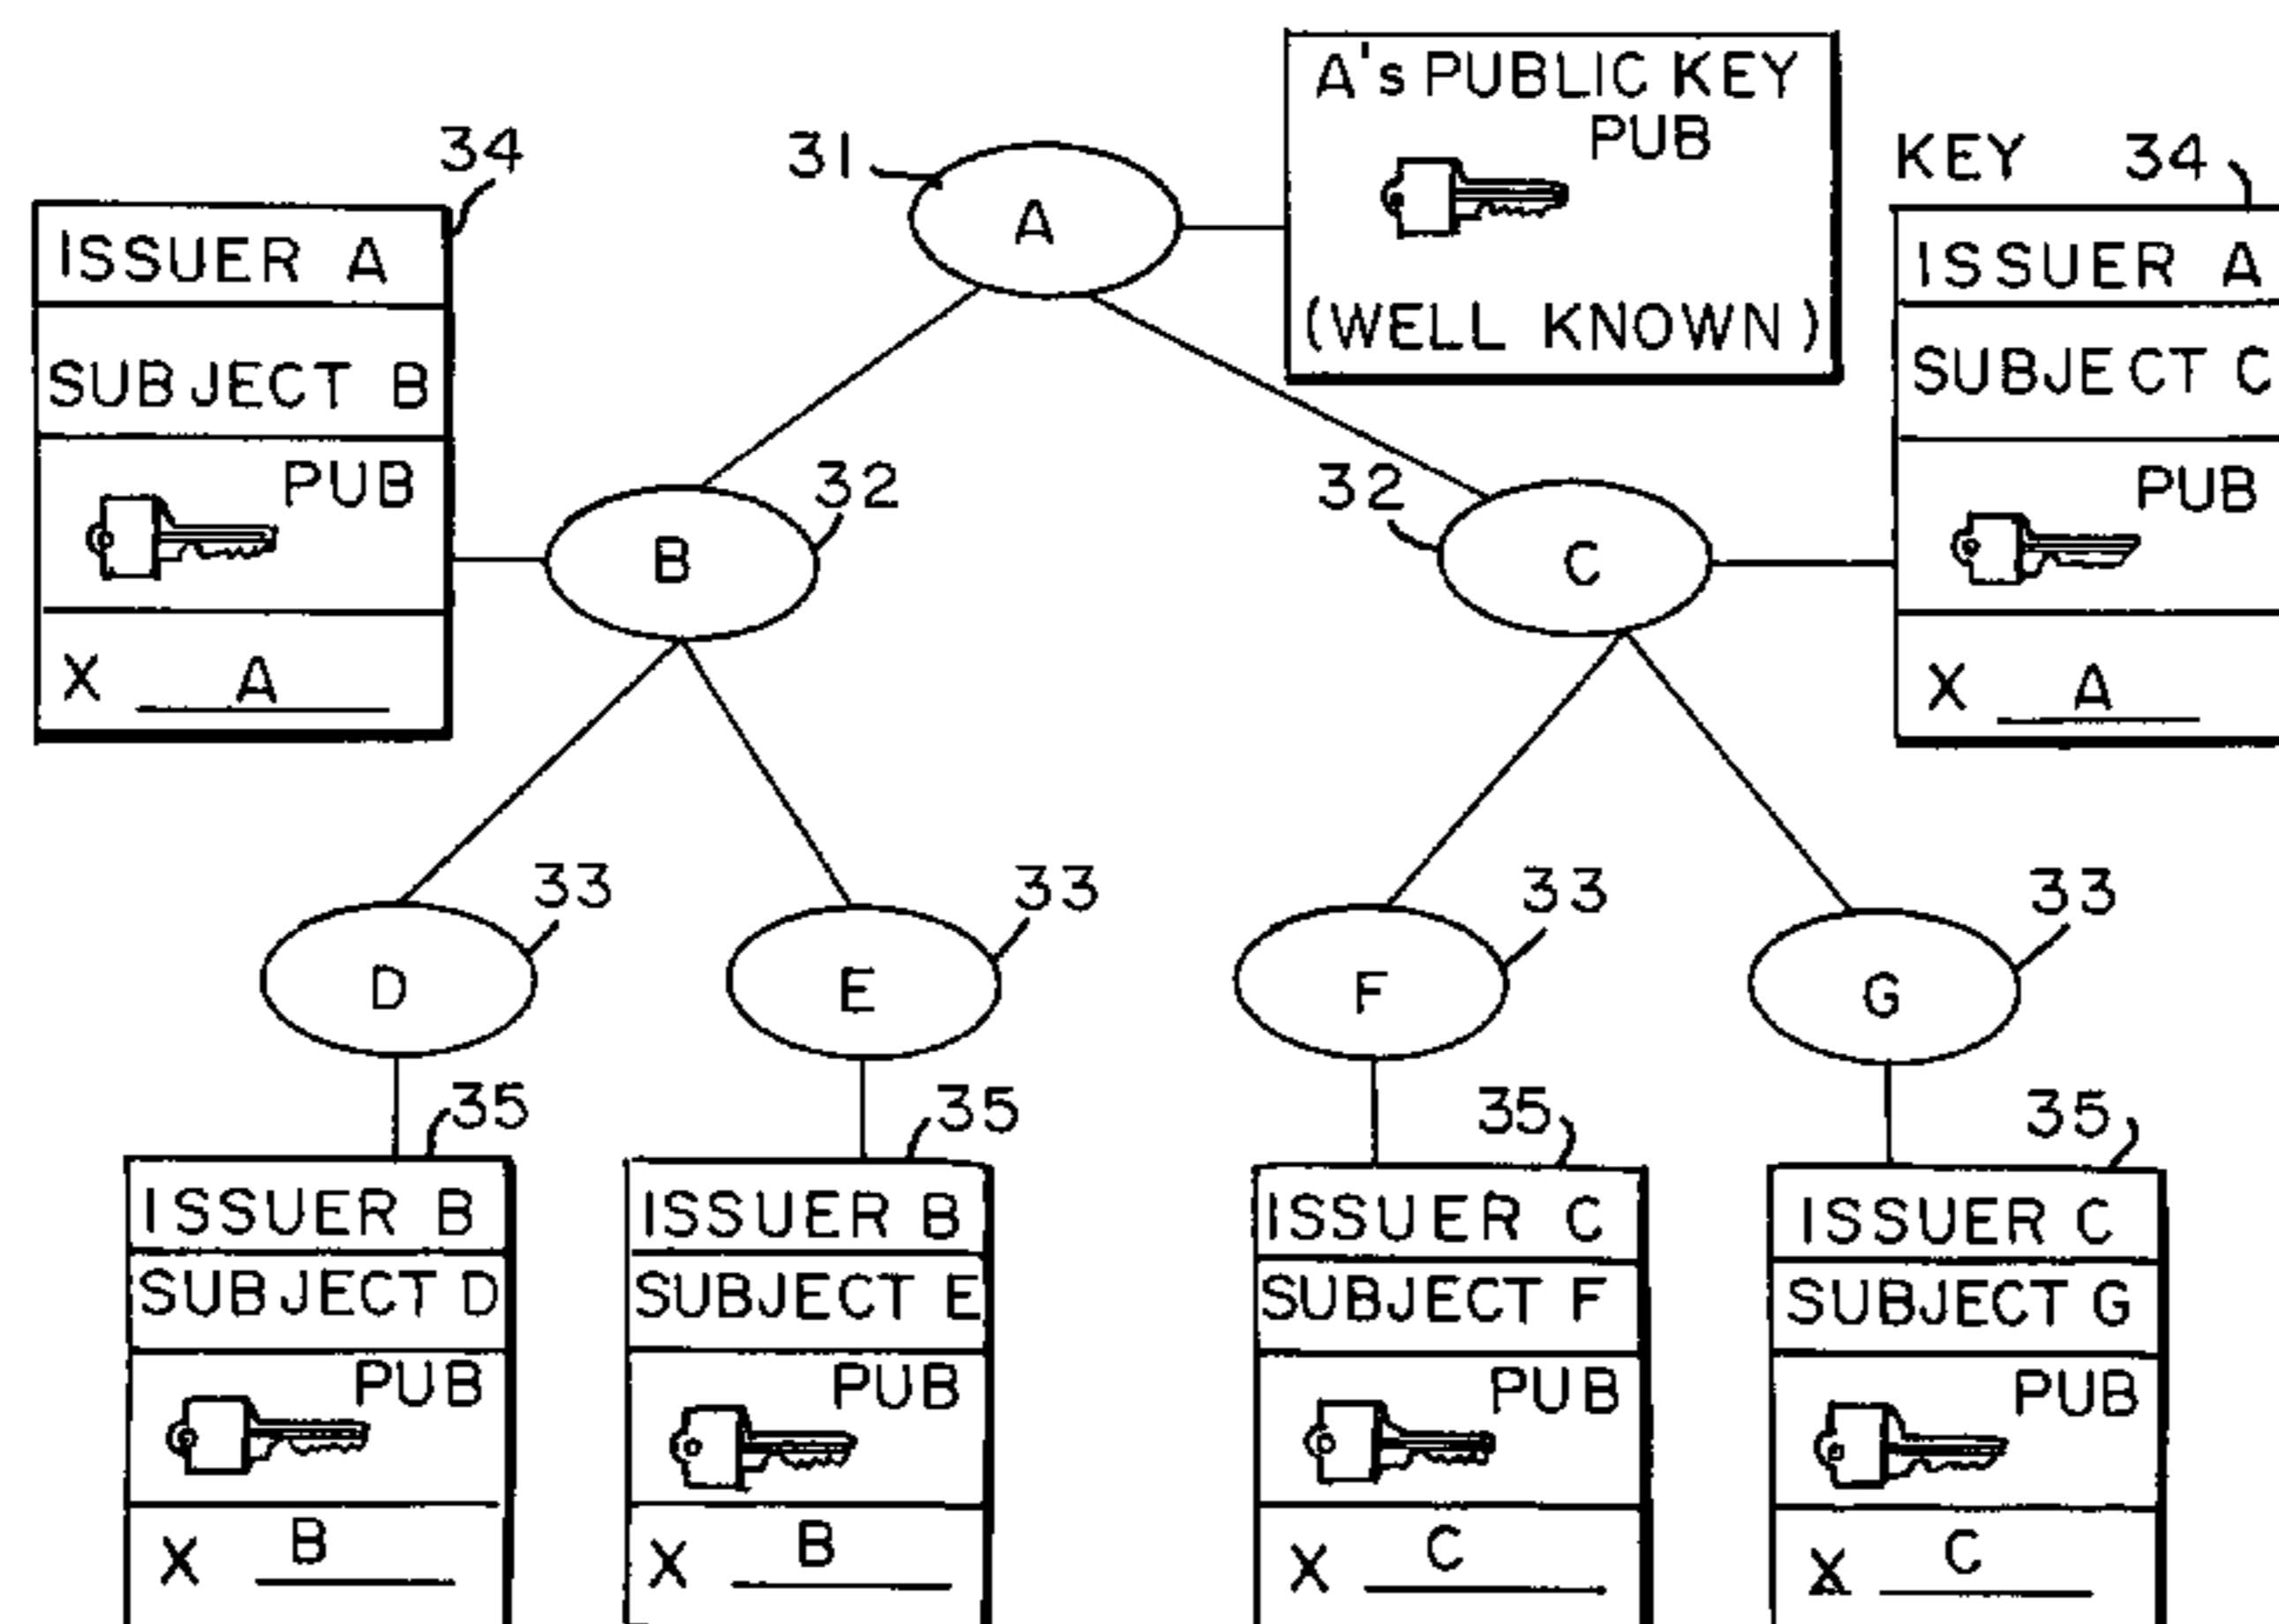 A's PUBLIC KEY
PUB
(WELL KNOWN)
31
A
34
ISSUER A
SUBJECT B
PUB
X A
KEY 34
ISSUER A
SUBJECT C
PUB
X A
32
B
32
C
33
D
33
E
33
F
33
G
35
ISSUER B
SUBJECT D
PUB
X B
35
ISSUER B
SUBJECT E
PUB
X B
35
ISSUER C
SUBJECT F
PUB
X C
35
ISSUER C
SUBJECT G
PUB
X C